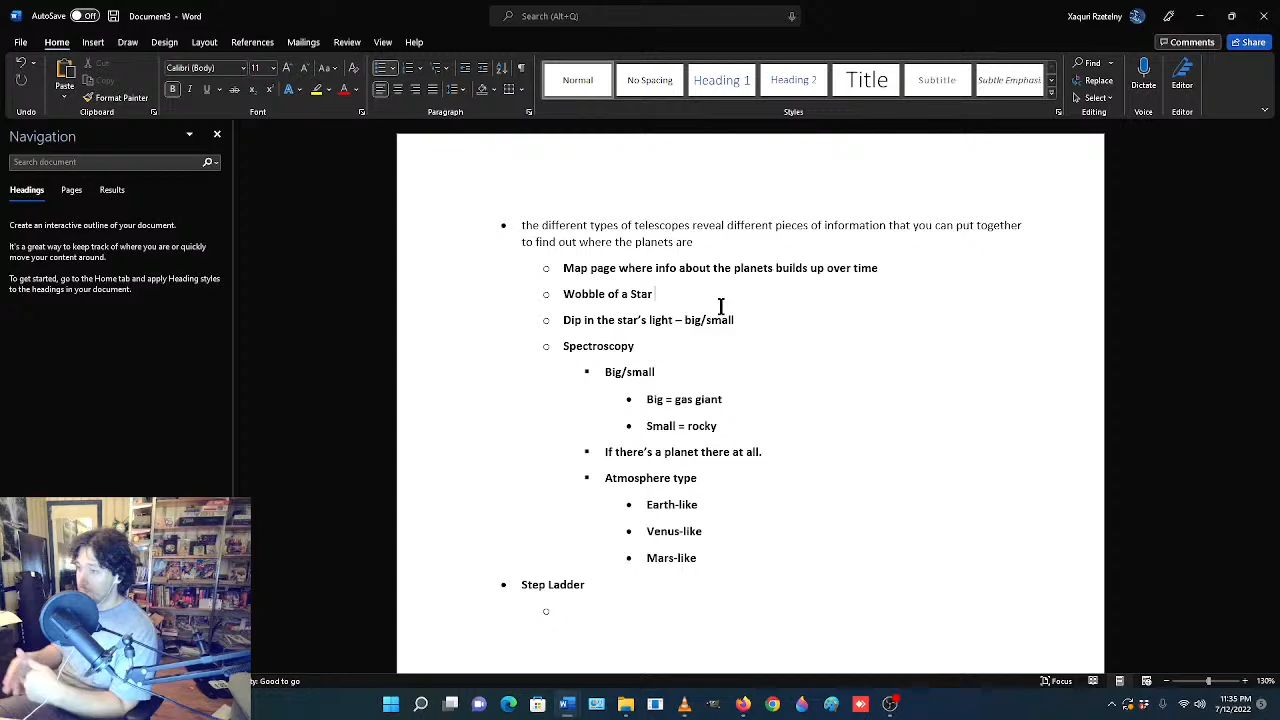 AutoSave Off Document3 - Word
Search (Alt+Q)
Xaquri Rzetelny
File Home Insert Draw Design Layout References Mailings Review View Help
Comments Share
Paste
Cut
Copy
Format Painter
Calibri (Body) 11
Normal No Spacing Heading 1 Heading 2 Title Subtitle Subtle Emphasis
Find
Replace
Select
Dictate Editor
Undo Clipboard Font Paragraph Styles Editing Voice Editor
Navigation
Search document
Headings Pages Results
Create an interactive outline of your document.
It's a great way to keep track of where you are or quickly
move your content around.
To get started, go to the Home tab and apply Heading styles
to the headings in your document.
• the different types of telescopes reveal different pieces of information that you can put together
to find out where the planets are
○ Map page where info about the planets builds up over time
○ Wobble of a Star
○ Dip in the star's light – big/small
○ Spectroscopy
▪ Big/small
• Big = gas giant
• Small = rocky
▪ If there's a planet there at all.
▪ Atmosphere type
• Earth-like
• Venus-like
• Mars-like
• Step Ladder
○
ty: Good to go
Focus
130%
11:35 PM
7/12/2022